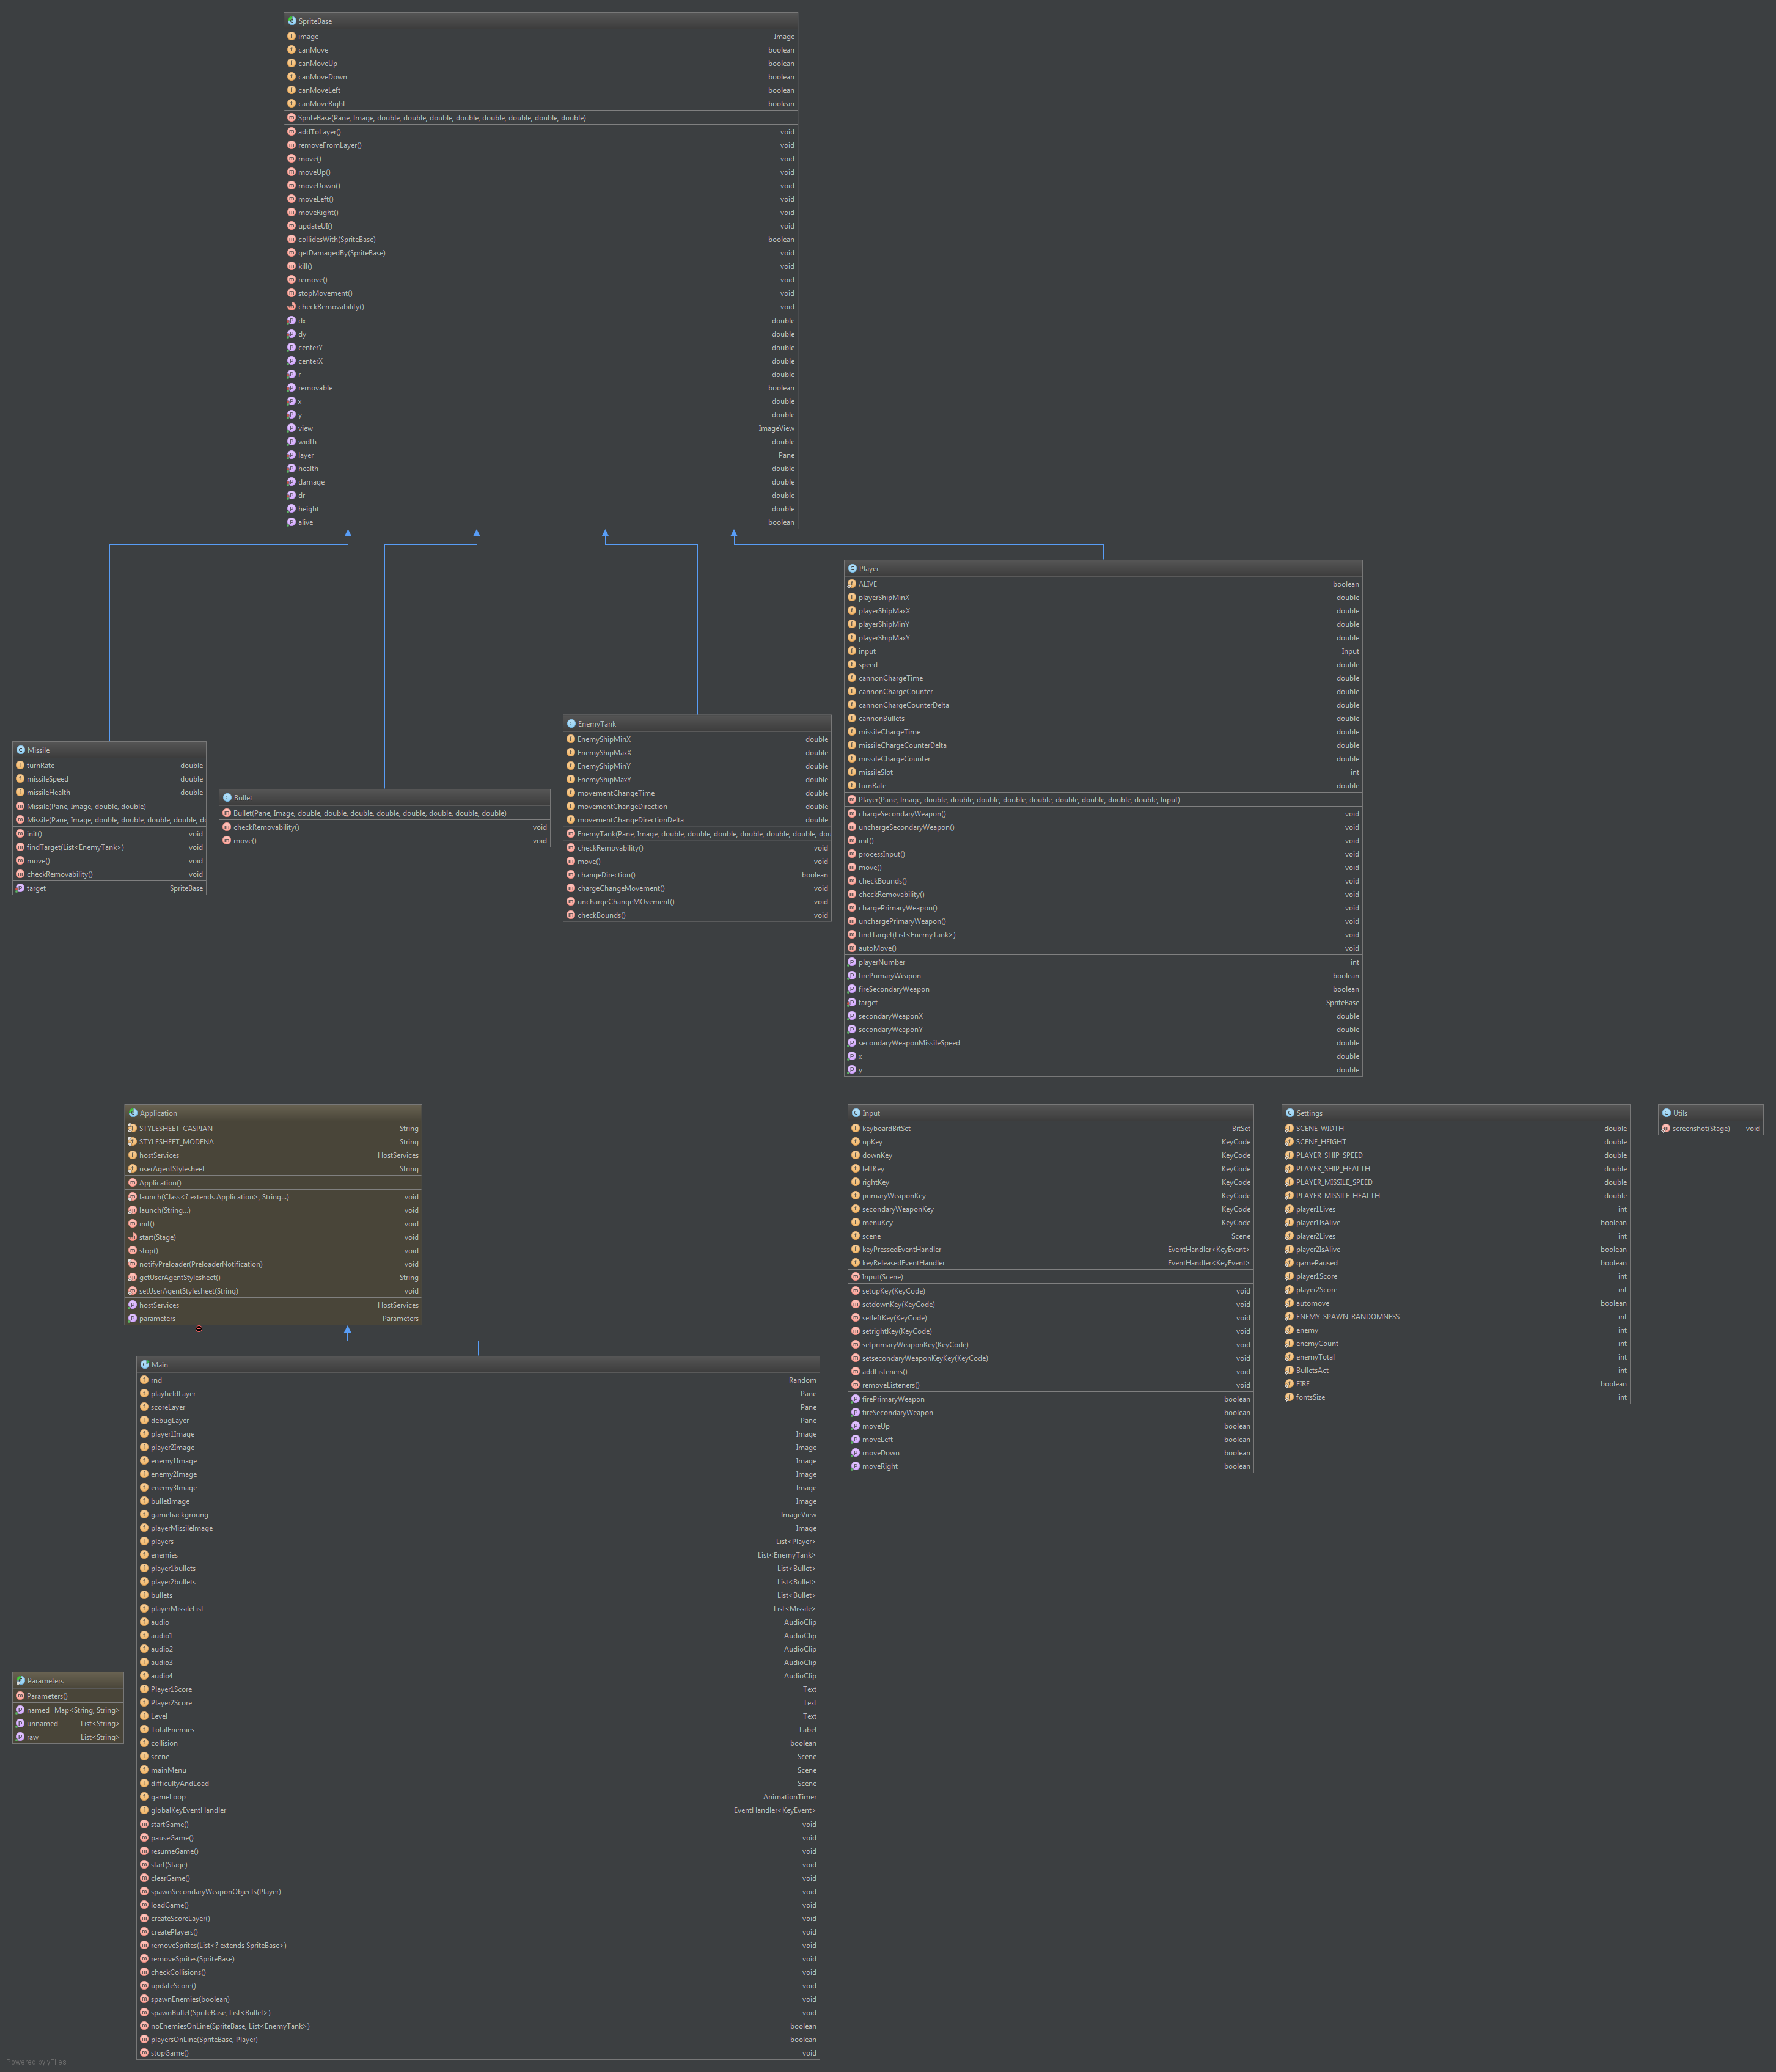 SpriteBase
image Image
canMove boolean
canMoveUp boolean
canMoveDown boolean
canMoveLeft boolean
canMoveRight boolean
SpriteBase(Pane, Image, double, double, double, double, double, double, double, double)
addToLayer() void
removeFromLayer() void
move() void
moveUp() void
moveDown() void
moveLeft() void
moveRight() void
updateUI() void
collidesWith(SpriteBase) boolean
getDamagedBy(SpriteBase) void
kill() void
remove() void
stopMovement() void
checkRemovability() void
dx double
dy double
centerY double
centerX double
r double
removable boolean
x double
y double
view ImageView
width double
layer Pane
health double
damage double
dr double
height double
alive boolean
Player
ALIVE boolean
playerShipMinX double
playerShipMaxX double
playerShipMinY double
playerShipMaxY double
input Input
speed double
cannonChargeTime double
cannonChargeCounter double
cannonChargeCounterDelta double
cannonBullets double
missileChargeTime double
missileChargeCounterDelta double
missileChargeCounter double
missileSlot int
turnRate double
Player(Pane, Image, double, double, double, double, double, double, double, double, double, Input)
chargeSecondaryWeapon() void
unchargeSecondaryWeapon() void
init() void
processInput() void
move() void
checkBounds() void
checkRemovability() void
chargePrimaryWeapon() void
unchargePrimaryWeapon() void
findTarget(List<EnemyTank>) void
autoMove() void
playerNumber int
firePrimaryWeapon boolean
fireSecondaryWeapon boolean
target SpriteBase
secondaryWeaponX double
secondaryWeaponY double
secondaryWeaponMissileSpeed double
x double
y double
EnemyTank
EnemyShipMinX double
EnemyShipMaxX double
EnemyShipMinY double
EnemyShipMaxY double
movementChangeTime double
movementChangeDirection double
movementChangeDirectionDelta double
EnemyTank(Pane, Image, double, double, double, double, double, double, dou
checkRemovability() void
move() void
changeDirection() boolean
chargeChangeMovement() void
unchargeChangeMOvement() void
checkBounds() void
Missile
turnRate double
missileSpeed double
missileHealth double
Missile(Pane, Image, double, double)
Missile(Pane, Image, double, double, double, double, do
init() void
findTarget(List<EnemyTank>) void
move() void
checkRemovability() void
target SpriteBase
Bullet
Bullet(Pane, Image, double, double, double, double, double, double, double, double)
checkRemovability() void
move() void
Application
STYLESHEET_CASPIAN String
STYLESHEET_MODENA String
hostServices HostServices
userAgentStylesheet String
Application()
launch(Class<? extends Application>, String...) void
launch(String...) void
init() void
start(Stage) void
stop() void
notifyPreloader(PreloaderNotification) void
getUserAgentStylesheet() String
setUserAgentStylesheet(String) void
hostServices HostServices
parameters Parameters
Input
keyboardBitSet BitSet
upKey KeyCode
downKey KeyCode
leftKey KeyCode
rightKey KeyCode
primaryWeaponKey KeyCode
secondaryWeaponKey KeyCode
menuKey KeyCode
scene Scene
keyPressedEventHandler EventHandler<KeyEvent>
keyReleasedEventHandler EventHandler<KeyEvent>
Input(Scene)
setupKey(KeyCode) void
setdownKey(KeyCode) void
setleftKey(KeyCode) void
setrightKey(KeyCode) void
setprimaryWeaponKey(KeyCode) void
setsecondaryWeaponKeyKey(KeyCode) void
addListeners() void
removeListeners() void
firePrimaryWeapon boolean
fireSecondaryWeapon boolean
moveUp boolean
moveLeft boolean
moveDown boolean
moveRight boolean
Settings
SCENE_WIDTH double
SCENE_HEIGHT double
PLAYER_SHIP_SPEED double
PLAYER_SHIP_HEALTH double
PLAYER_MISSILE_SPEED double
PLAYER_MISSILE_HEALTH double
player1Lives int
player1IsAlive boolean
player2Lives int
player2IsAlive boolean
gamePaused boolean
player1Score int
player2Score int
automove boolean
ENEMY_SPAWN_RANDOMNESS int
enemy int
enemyCount int
enemyTotal int
BulletsAct int
FIRE boolean
fontsSize int
Utils
screenshot(Stage) void
Main
rnd Random
playfieldLayer Pane
scoreLayer Pane
debugLayer Pane
player1Image Image
player2Image Image
enemy1Image Image
enemy2Image Image
enemy3Image Image
bulletImage Image
gamebackgroung ImageView
playerMissileImage Image
players List<Player>
enemies List<EnemyTank>
player1bullets List<Bullet>
player2bullets List<Bullet>
bullets List<Bullet>
playerMissileList List<Missile>
audio AudioClip
audio1 AudioClip
audio2 AudioClip
audio3 AudioClip
audio4 AudioClip
Player1Score Text
Player2Score Text
Level Text
TotalEnemies Label
collision boolean
scene Scene
mainMenu Scene
difficultyAndLoad Scene
gameLoop AnimationTimer
globalKeyEventHandler EventHandler<KeyEvent>
startGame() void
pauseGame() void
resumeGame() void
start(Stage) void
clearGame() void
spawnSecondaryWeaponObjects(Player) void
loadGame() void
createScoreLayer() void
createPlayers() void
removeSprites(List<? extends SpriteBase>) void
removeSprites(SpriteBase) void
checkCollisions() void
updateScore() void
spawnEnemies(boolean) void
spawnBullet(SpriteBase, List<Bullet>) void
noEnemiesOnLine(SpriteBase, List<EnemyTank>) boolean
playersOnLine(SpriteBase, Player) boolean
stopGame() void
Parameters
Parameters()
named Map<String, String>
unnamed List<String>
raw List<String>
Powered by yFiles